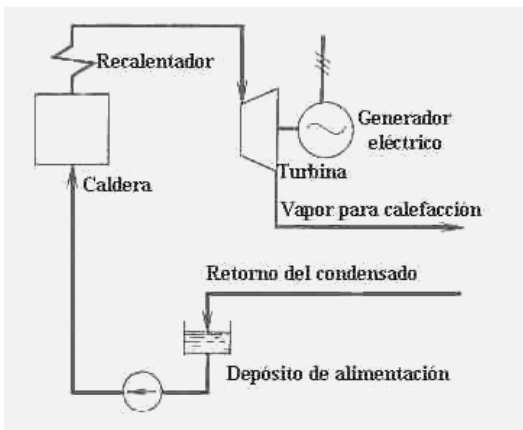 Recalentador
Generador
eléctrico
Turbina
Caldera
Vapor para calefacción
Retorno del condensado
Depósito de alimentación